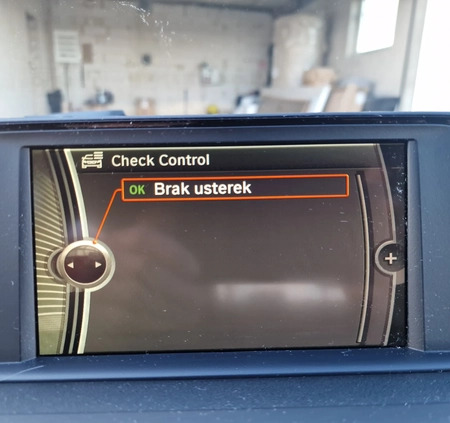 Check Control
OK Brak usterek
+